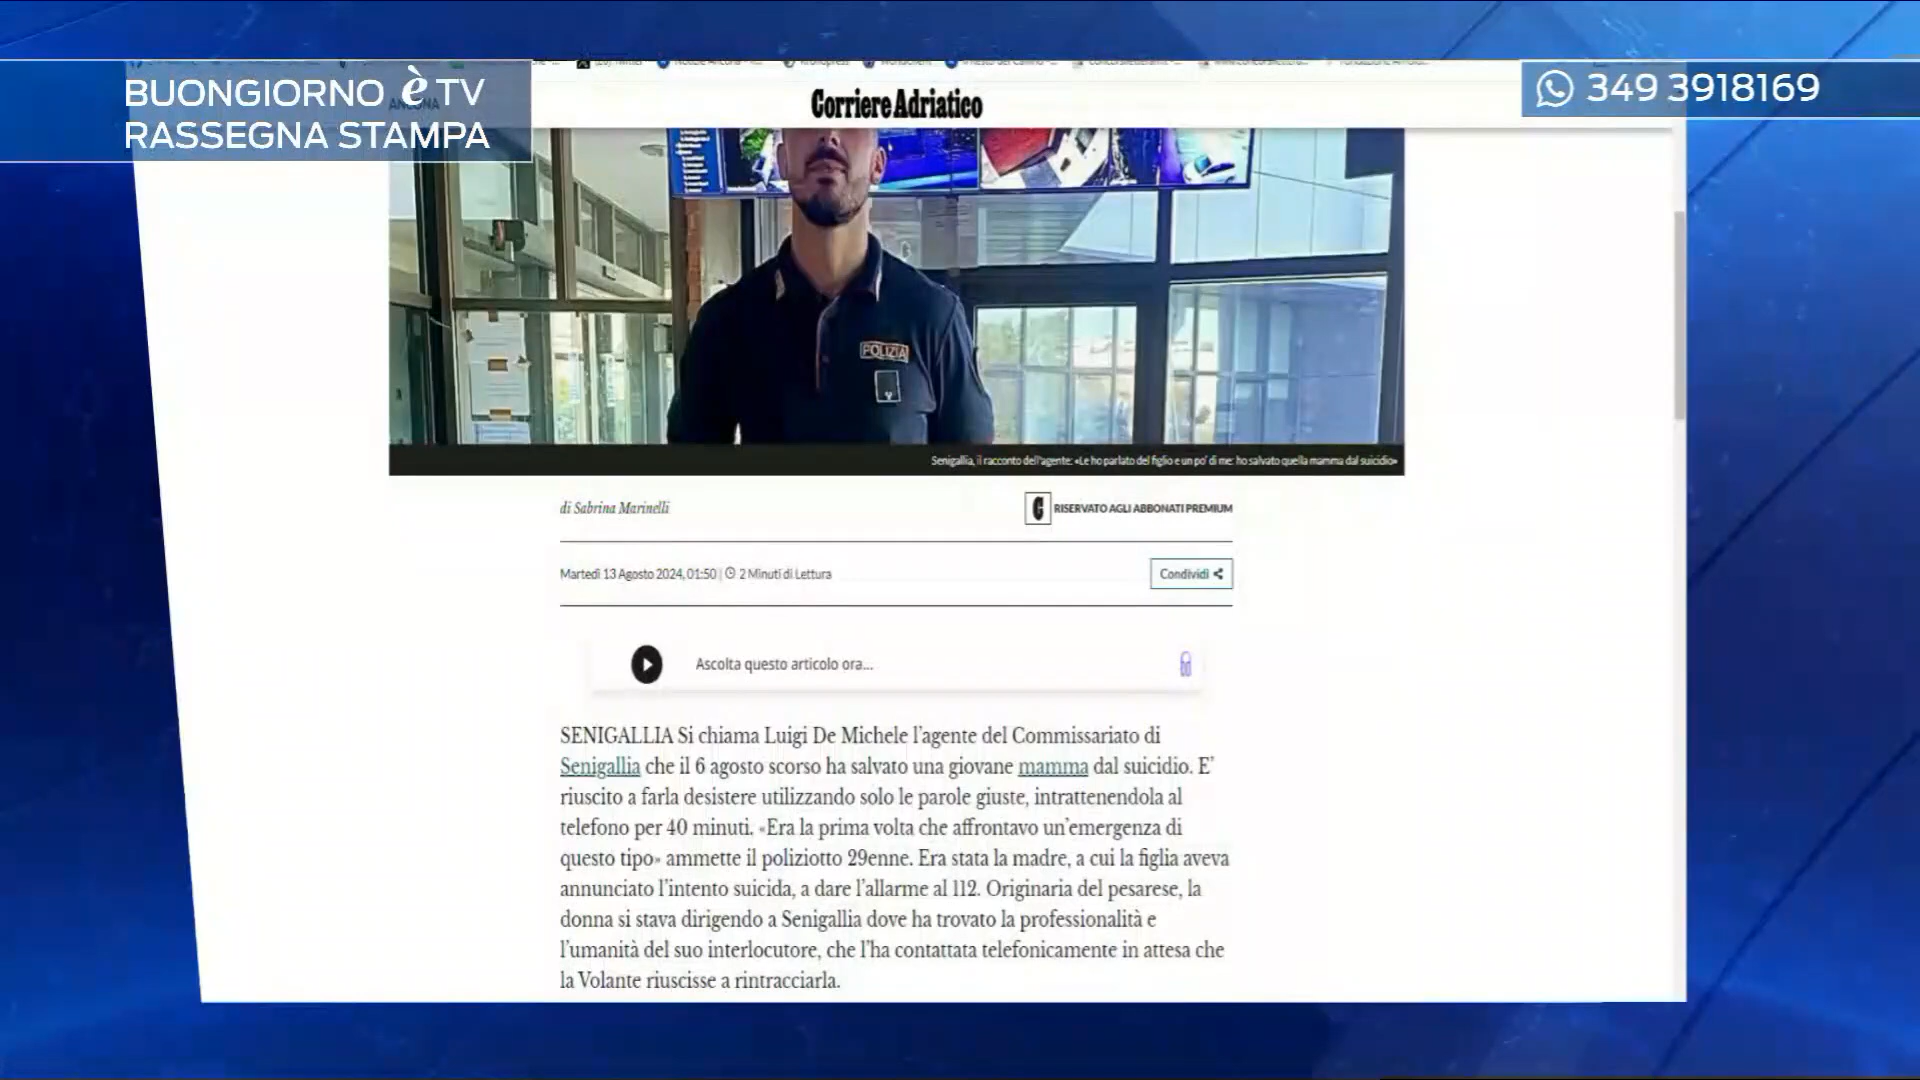 BUONGIORNO è TV
RASSEGNA STAMPA
349 3918169
ANCONA
Corriere Adriatico
POLIZIA
Senigallia, il racconto dell'agente: «Le ho parlato del figlio e un po' di me: ho salvato quella mamma dal suicidio»
di Sabrina Marinelli
RISERVATO AGLI ABBONATI PREMIUM
Martedì 13 Agosto 2024, 01:50 | 2 Minuti di Lettura
Condividi
Ascolta questo articolo ora...
SENIGALLIA Si chiama Luigi De Michele l'agente del Commissariato di
Senigallia che il 6 agosto scorso ha salvato una giovane mamma dal suicidio. E'
riuscito a farla desistere utilizzando solo le parole giuste, intrattenendola al
telefono per 40 minuti. «Era la prima volta che affrontavo un'emergenza di
questo tipo» ammette il poliziotto 29enne. Era stata la madre, a cui la figlia aveva
annunciato l'intento suicida, a dare l'allarme al 112. Originaria del pesarese, la
donna si stava dirigendo a Senigallia dove ha trovato la professionalità e
l'umanità del suo interlocutore, che l'ha contattata telefonicamente in attesa che
la Volante riuscisse a rintracciarla.